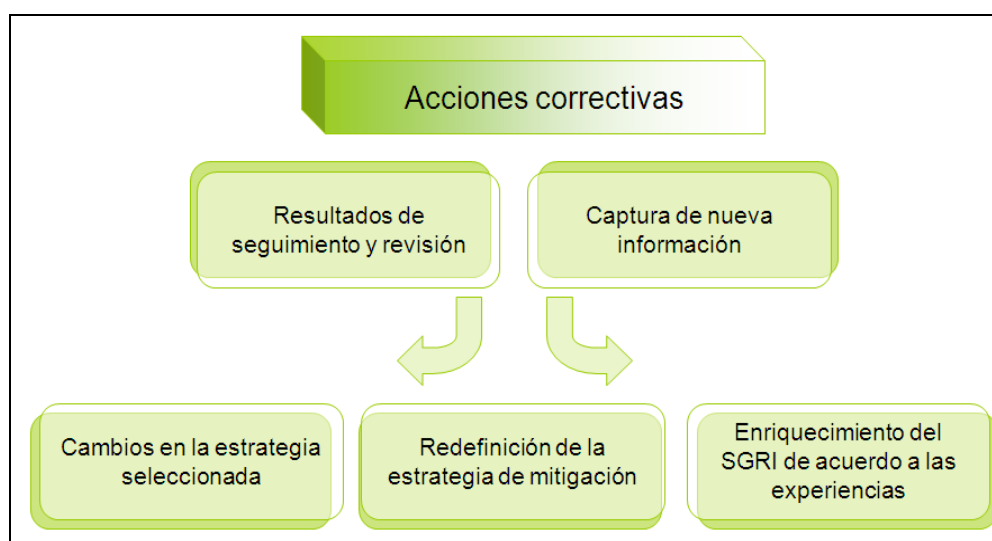 Acciones correctivas
Resultados de
seguimiento y revisión
Captura de nueva
información
Cambios en la estrategia
seleccionada
Redefinición de la
estrategia de mitigación
Enriquecimiento del
SGRI de acuerdo a las
experiencias